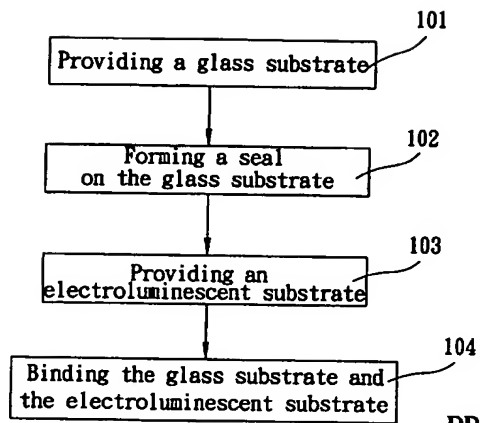 101
Providing a glass substrate
102
Forming a seal
on the glass substrate
103
Providing an
electroluminescent substrate
104
Binding the glass substrate and
the electroluminescent substrate